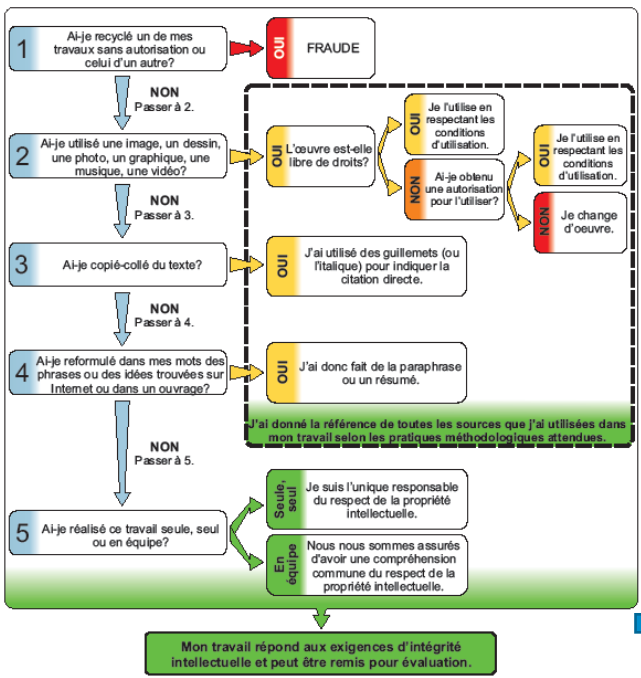 1
Ai-je recyclé un de mes
travaux sans autorisation ou
celui d'un autre?
OUI
FRAUDE
NON
Passer à 2.
2
Ai-je utilisé une image, un dessin,
une photo, un graphique, une
musique, une vidéo?
OUI
L'œuvre est-elle
libre de droits?
OUI
Je l'utilise en
respectant les
conditions
d'utilisation.
NON
Ai-je obtenu
une autorisation
pour l'utiliser?
OUI
Je l'utilise en
respectant les
conditions
d'utilisation.
NON
Je change
d'oeuvre.
NON
Passer à 3.
3
Ai-je copié-collé du texte?
OUI
J'ai utilisé des guillemets (ou
l'italique) pour indiquer la
citation directe.
NON
Passer à 4.
4
Ai-je reformulé dans mes mots des
phrases ou des idées trouvées sur
Internet ou dans un ouvrage?
OUI
J'ai donc fait de la paraphrase
ou un résumé.
J'ai donné la référence de toutes les sources que j'ai utilisées dans
mon travail selon les pratiques méthodologiques attendues.
NON
Passer à 5.
5
Ai-je réalisé ce travail seule, seul
ou en équipe?
Seule,
seul
Je suis l'unique responsable
du respect de la propriété
intellectuelle.
En
équipe
Nous nous sommes assurés
d'avoir une compréhension
commune du respect de la
propriété intellectuelle.
Mon travail répond aux exigences d'intégrité
intellectuelle et peut être remis pour évaluation.